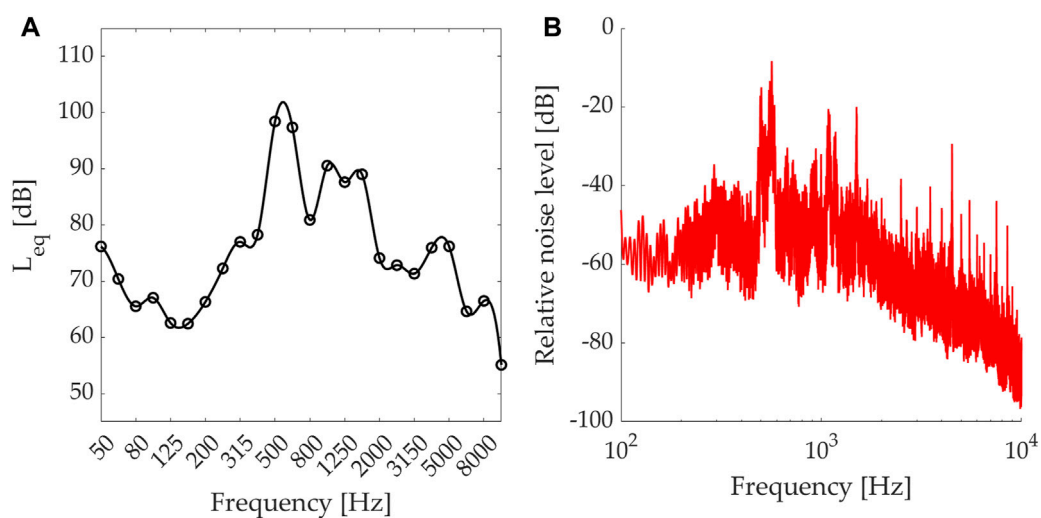 A
110
100
90
80
70
60
50
L_eq [dB]
50 80 125 200 315 500 800 1250 2000 3150 5000 8000
Frequency [Hz]
B
0
-20
-40
-60
-80
-100
Relative noise level [dB]
10^2 10^3 10^4
Frequency [Hz]